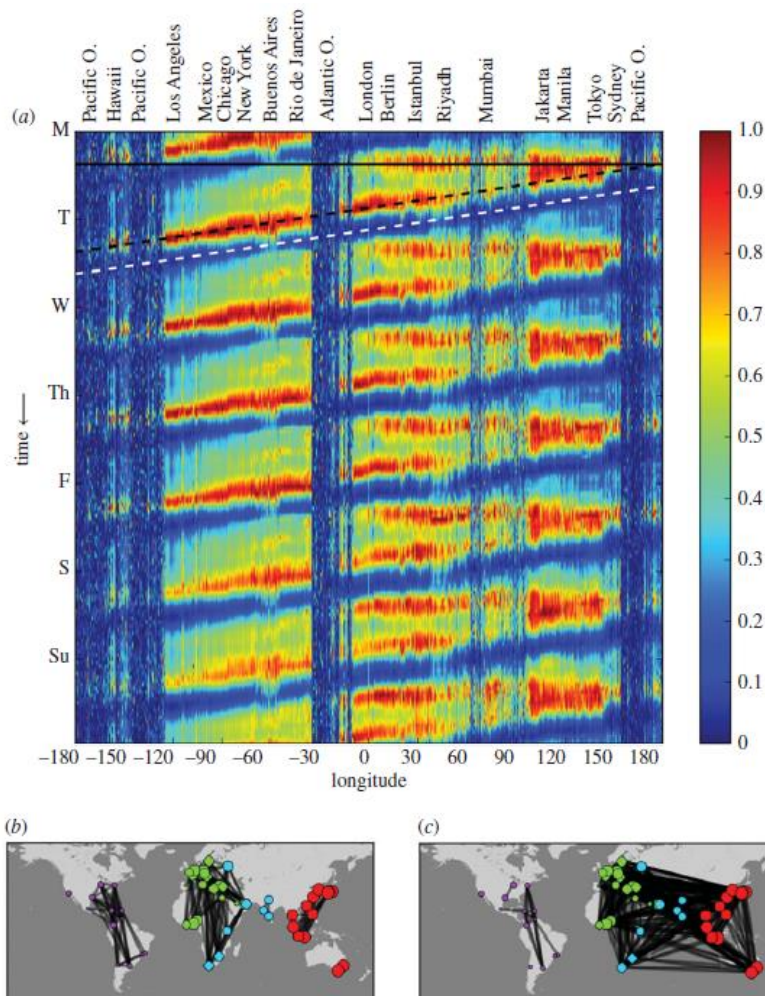 Pacific O.
Hawaii
Pacific O.
Los Angeles
Mexico
Chicago
New York
Buenos Aires
Rio de Janeiro
Atlantic O.
London
Berlin
Istanbul
Riyadh
Mumbai
Jakarta
Manila
Tokyo
Sydney
Pacific O.
(a)
M
T
W
Th
F
S
Su
time ←
1.0
0.9
0.8
0.7
0.6
0.5
0.4
0.3
0.2
0.1
0
−180 −150 −120 −90 −60 −30 0 30 60 90 120 150 180
longitude
(b)
(c)